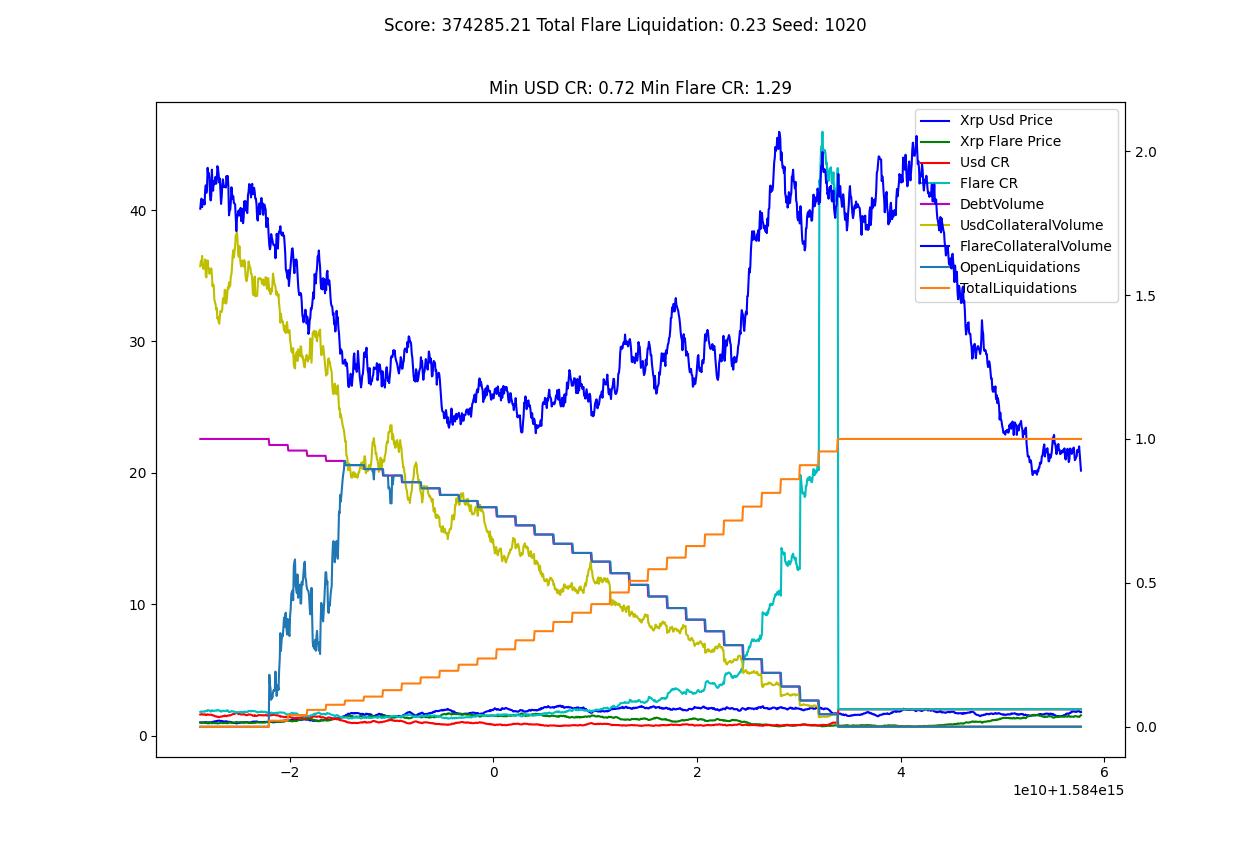 Score: 374285.21 Total Flare Liquidation: 0.23 Seed: 1020
Min USD CR: 0.72 Min Flare CR: 1.29
Xrp Usd Price
Xrp Flare Price
Usd CR
Flare CR
DebtVolume
UsdCollateralVolume
FlareCollateralVolume
OpenLiquidations
TotalLiquidations
40
30
20
10
0
2.0
1.5
1.0
0.5
0.0
−2
0
2
4
6
1e10+1.584e15